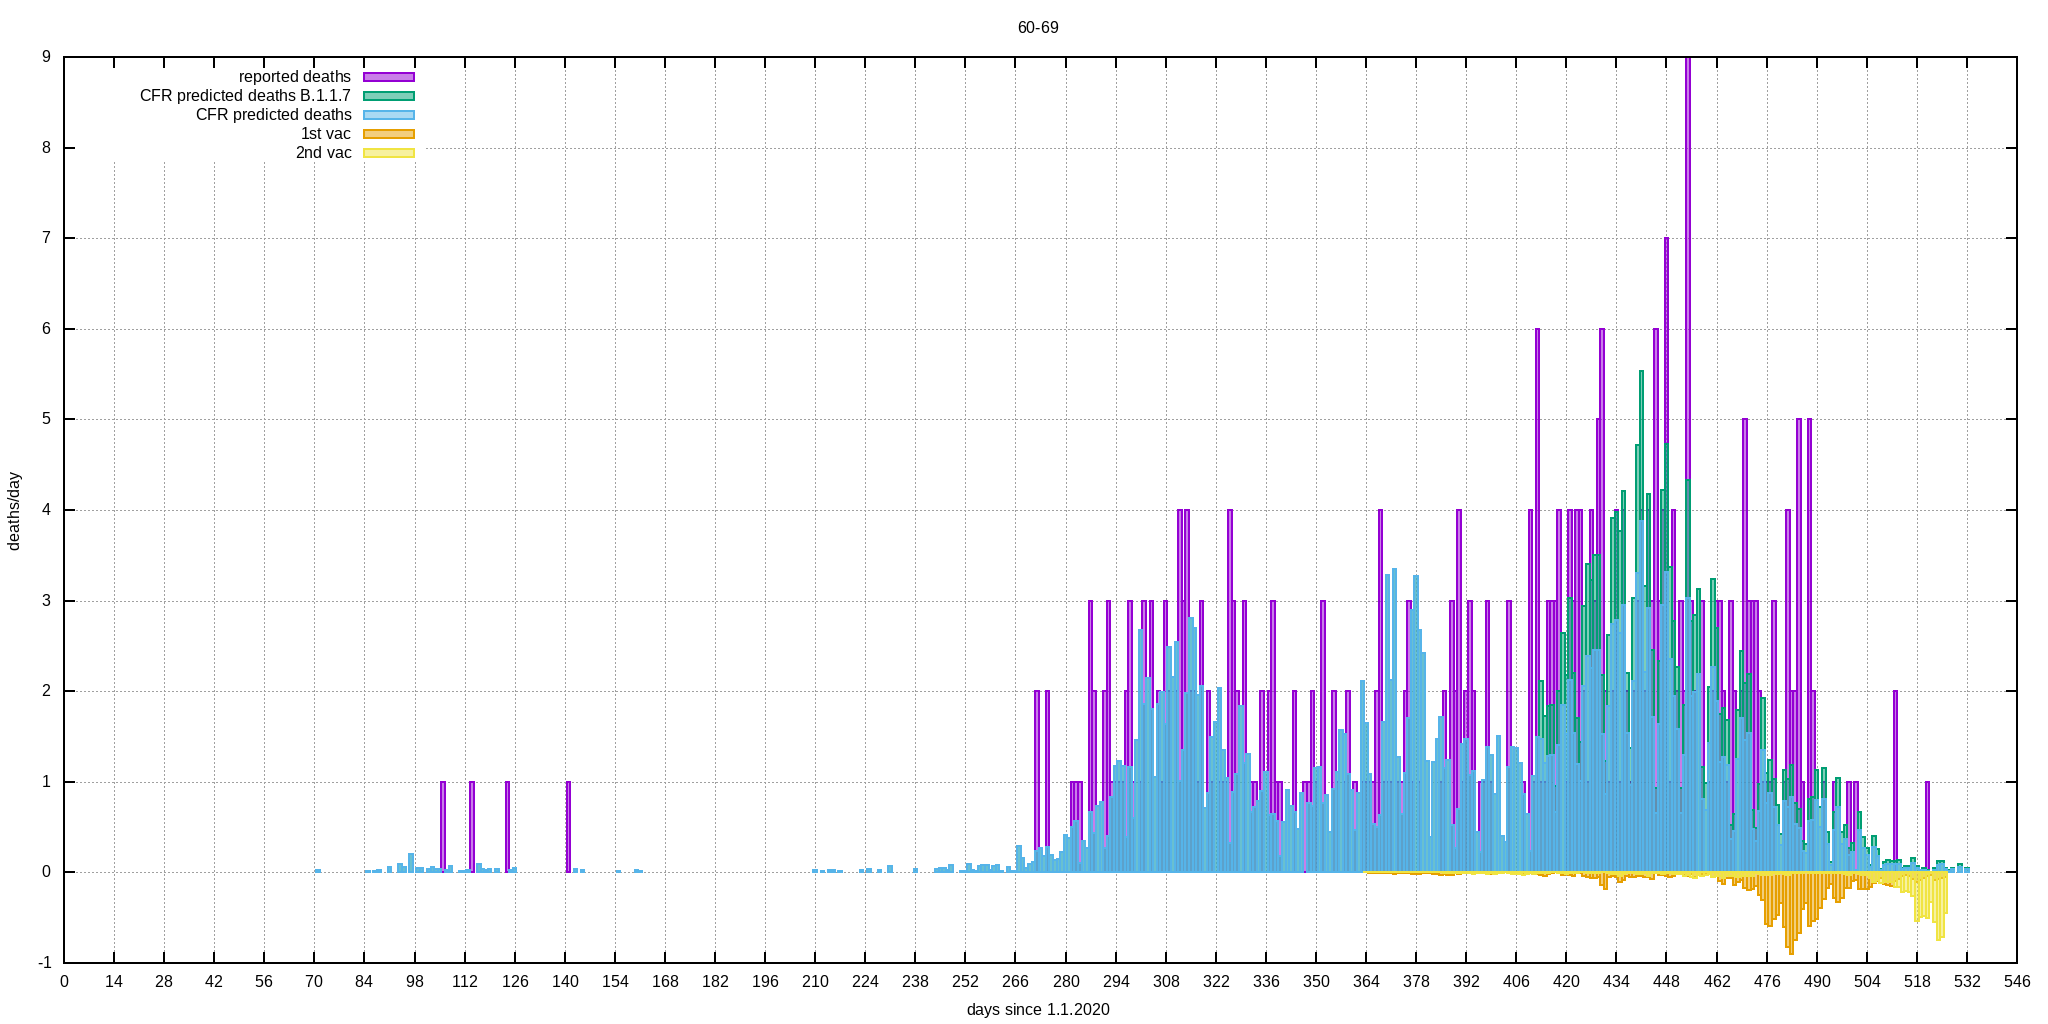 60-69
reported deaths
CFR predicted deaths B.1.1.7
CFR predicted deaths
1st vac
2nd vac
9
8
7
6
5
4
3
2
1
0
-1
deaths/day
0 14 28 42 56 70 84 98 112 126 140 154 168 182 196 210 224 238 252 266 280 294 308 322 336 350 364 378 392 406 420 434 448 462 476 490 504 518 532 546
days since 1.1.2020